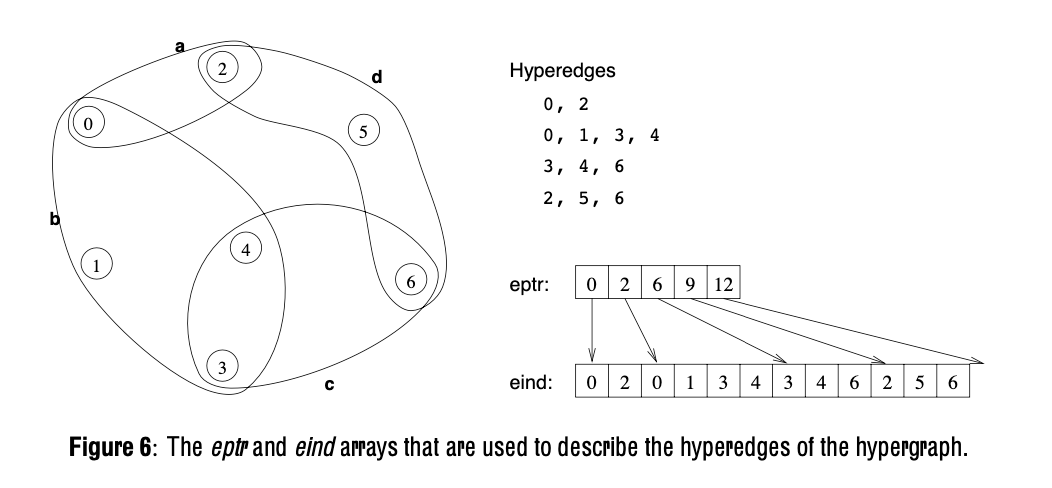 a
2
d
0
5
b
4
1
6
3
c
Hyperedges
0, 2
0, 1, 3, 4
3, 4, 6
2, 5, 6
eptr: 0 2 6 9 12
eind: 0 2 0 1 3 4 3 4 6 2 5 6
Figure 6: The eptr and eind arrays that are used to describe the hyperedges of the hypergraph.